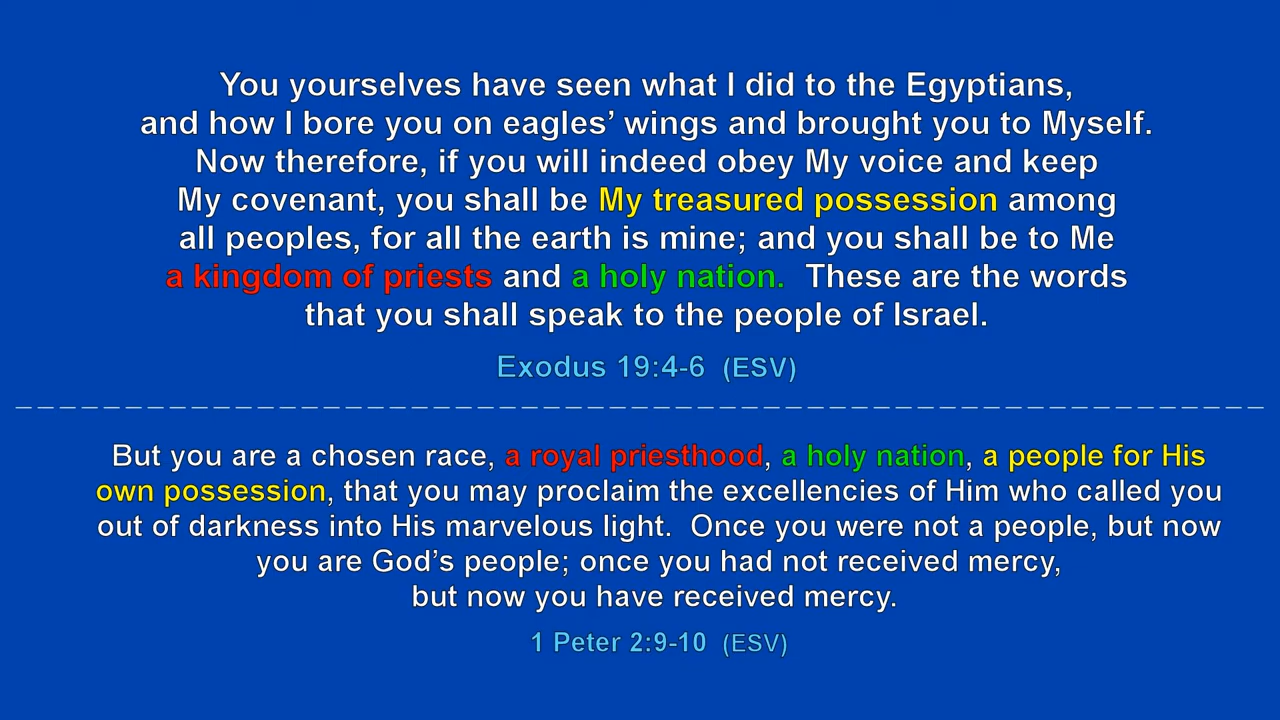 You yourselves have seen what I did to the Egyptians,
and how I bore you on eagles’ wings and brought you to Myself.
Now therefore, if you will indeed obey My voice and keep
My covenant, you shall be My treasured possession among
all peoples, for all the earth is mine; and you shall be to Me
a kingdom of priests and a holy nation.  These are the words
that you shall speak to the people of Israel.
Exodus 19:4-6  (ESV)
But you are a chosen race, a royal priesthood, a holy nation, a people for His
own possession, that you may proclaim the excellencies of Him who called you
out of darkness into His marvelous light.  Once you were not a people, but now
you are God’s people; once you had not received mercy,
but now you have received mercy.
1 Peter 2:9-10  (ESV)